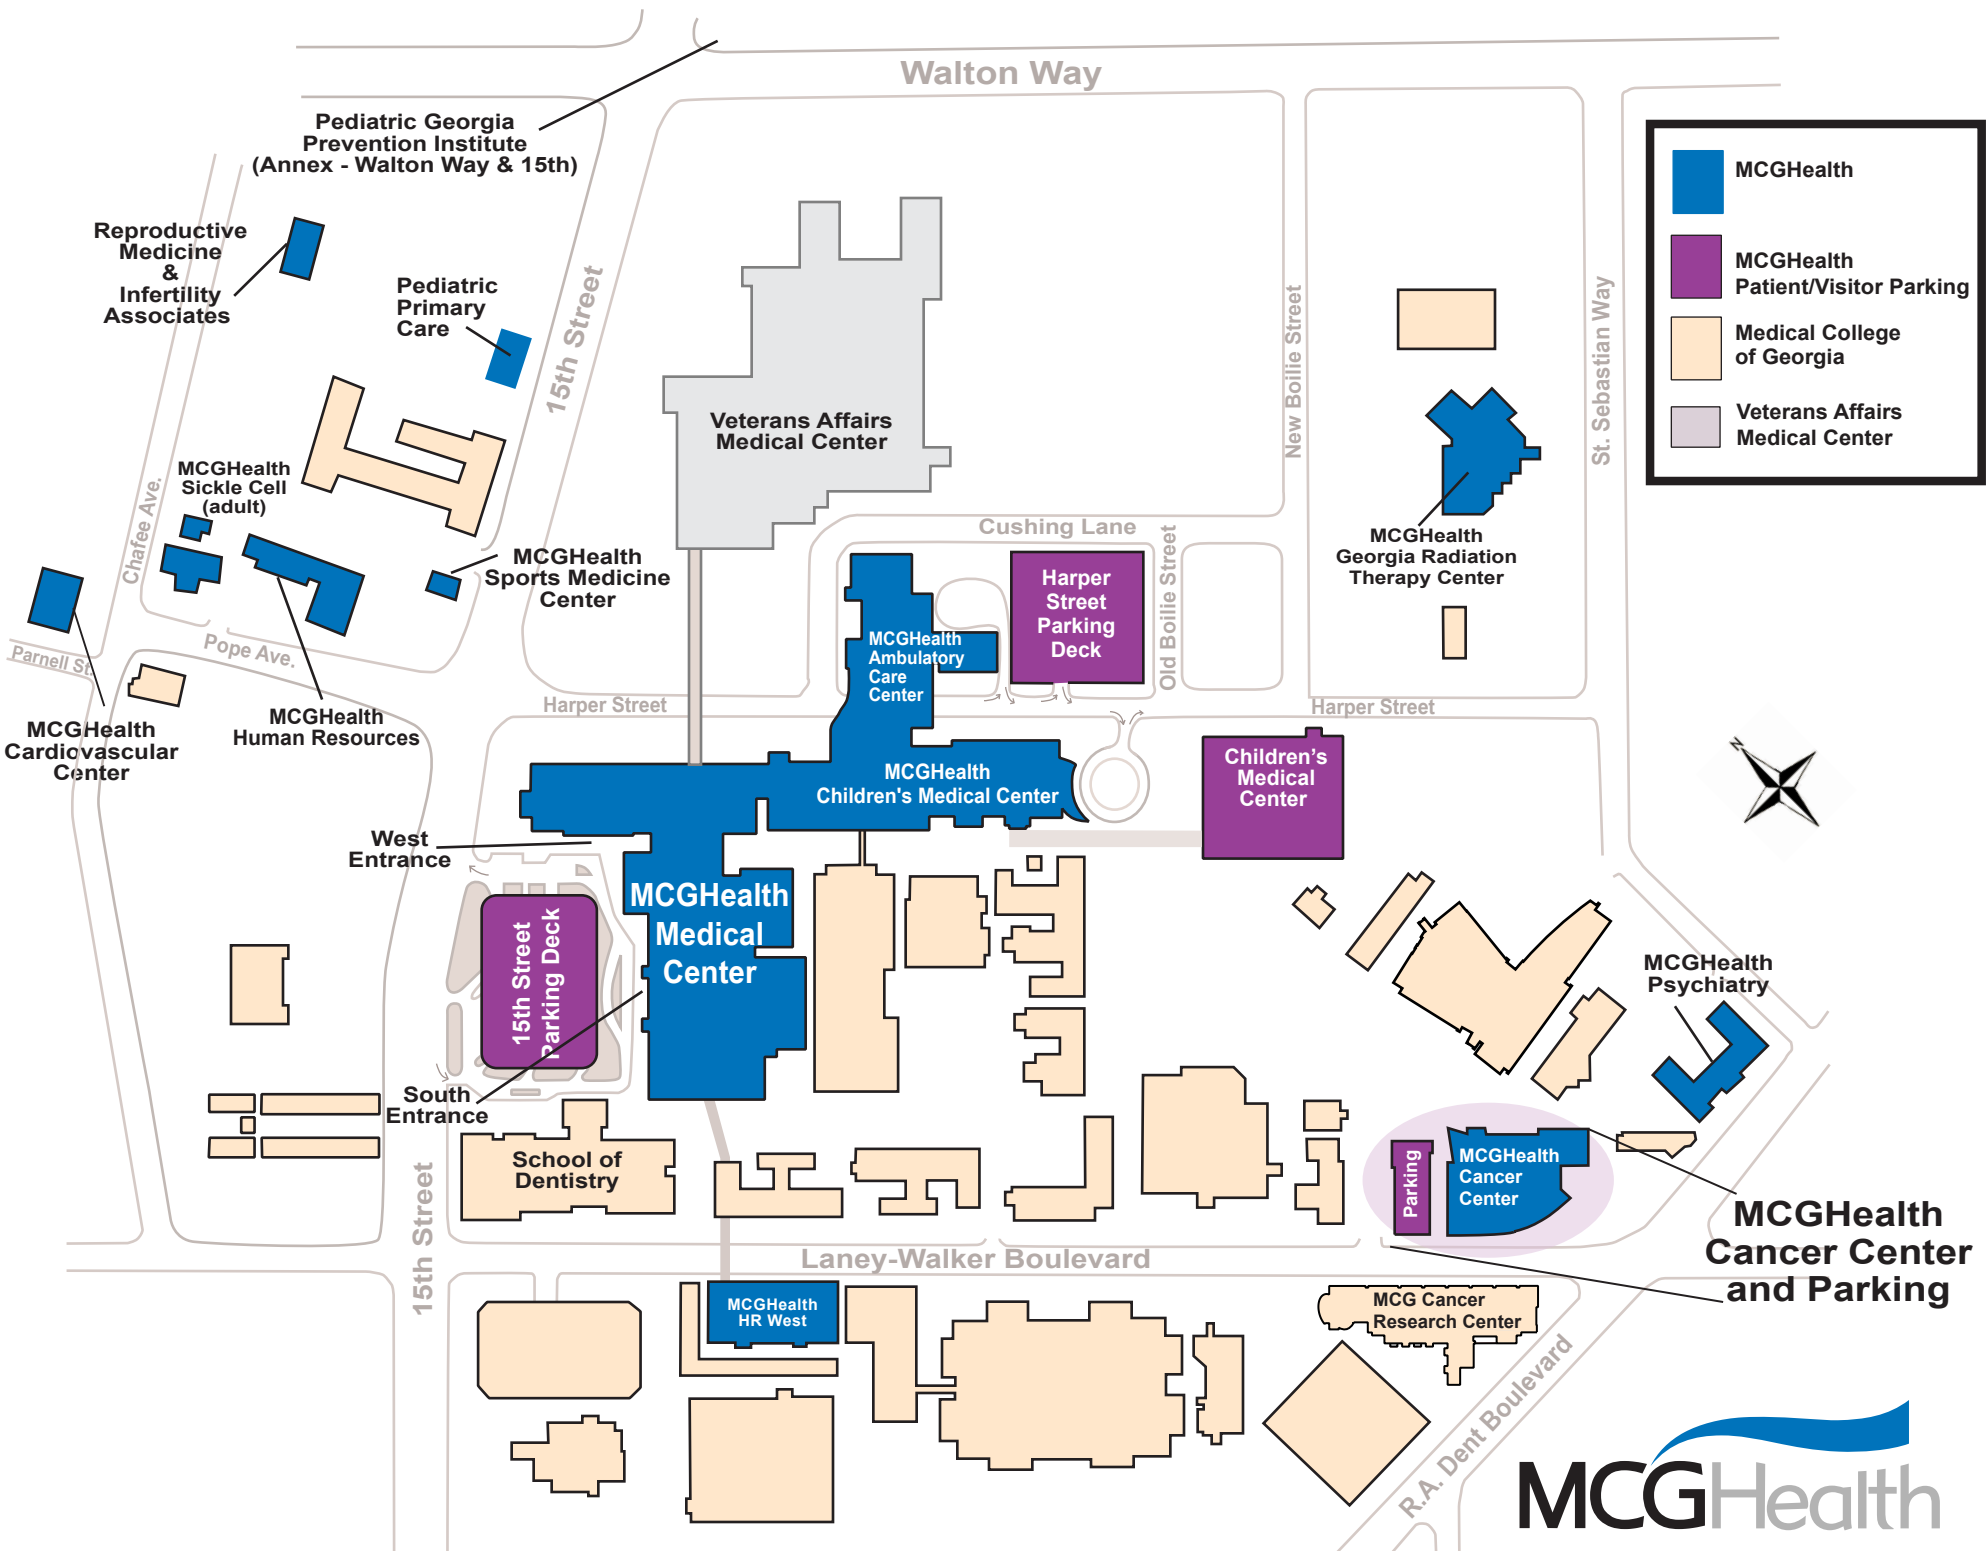 Walton Way
Pediatric Georgia
Prevention Institute
(Annex - Walton Way & 15th)
Reproductive
Medicine
&
Infertility
Associates
Pediatric
Primary
Care
15th Street
Veterans Affairs
Medical Center
New Boilie Street
St. Sebastian Way
MCGHealth
MCGHealth
Patient/Visitor Parking
Medical College
of Georgia
Veterans Affairs
Medical Center
MCGHealth
Sickle Cell
(adult)
Chafee Ave.
MCGHealth
Sports Medicine
Center
Cushing Lane
Harper
Street
Parking
Deck
Old Boilie Street
MCGHealth
Georgia Radiation
Therapy Center
MCGHealth
Ambulatory
Care
Center
Parnell St.
Pope Ave.
MCGHealth
Cardiovascular
Center
MCGHealth
Human Resources
Harper Street
Harper Street
N
MCGHealth
Children's Medical Center
Children's
Medical
Center
West
Entrance
MCGHealth
Medical
Center
15th Street
Parking Deck
South
Entrance
MCGHealth
Psychiatry
School of
Dentistry
15th Street
Parking
MCGHealth
Cancer
Center
MCGHealth
Cancer Center
and Parking
Laney-Walker Boulevard
MCGHealth
HR West
MCG Cancer
Research Center
R.A. Dent Boulevard
MCGHealth